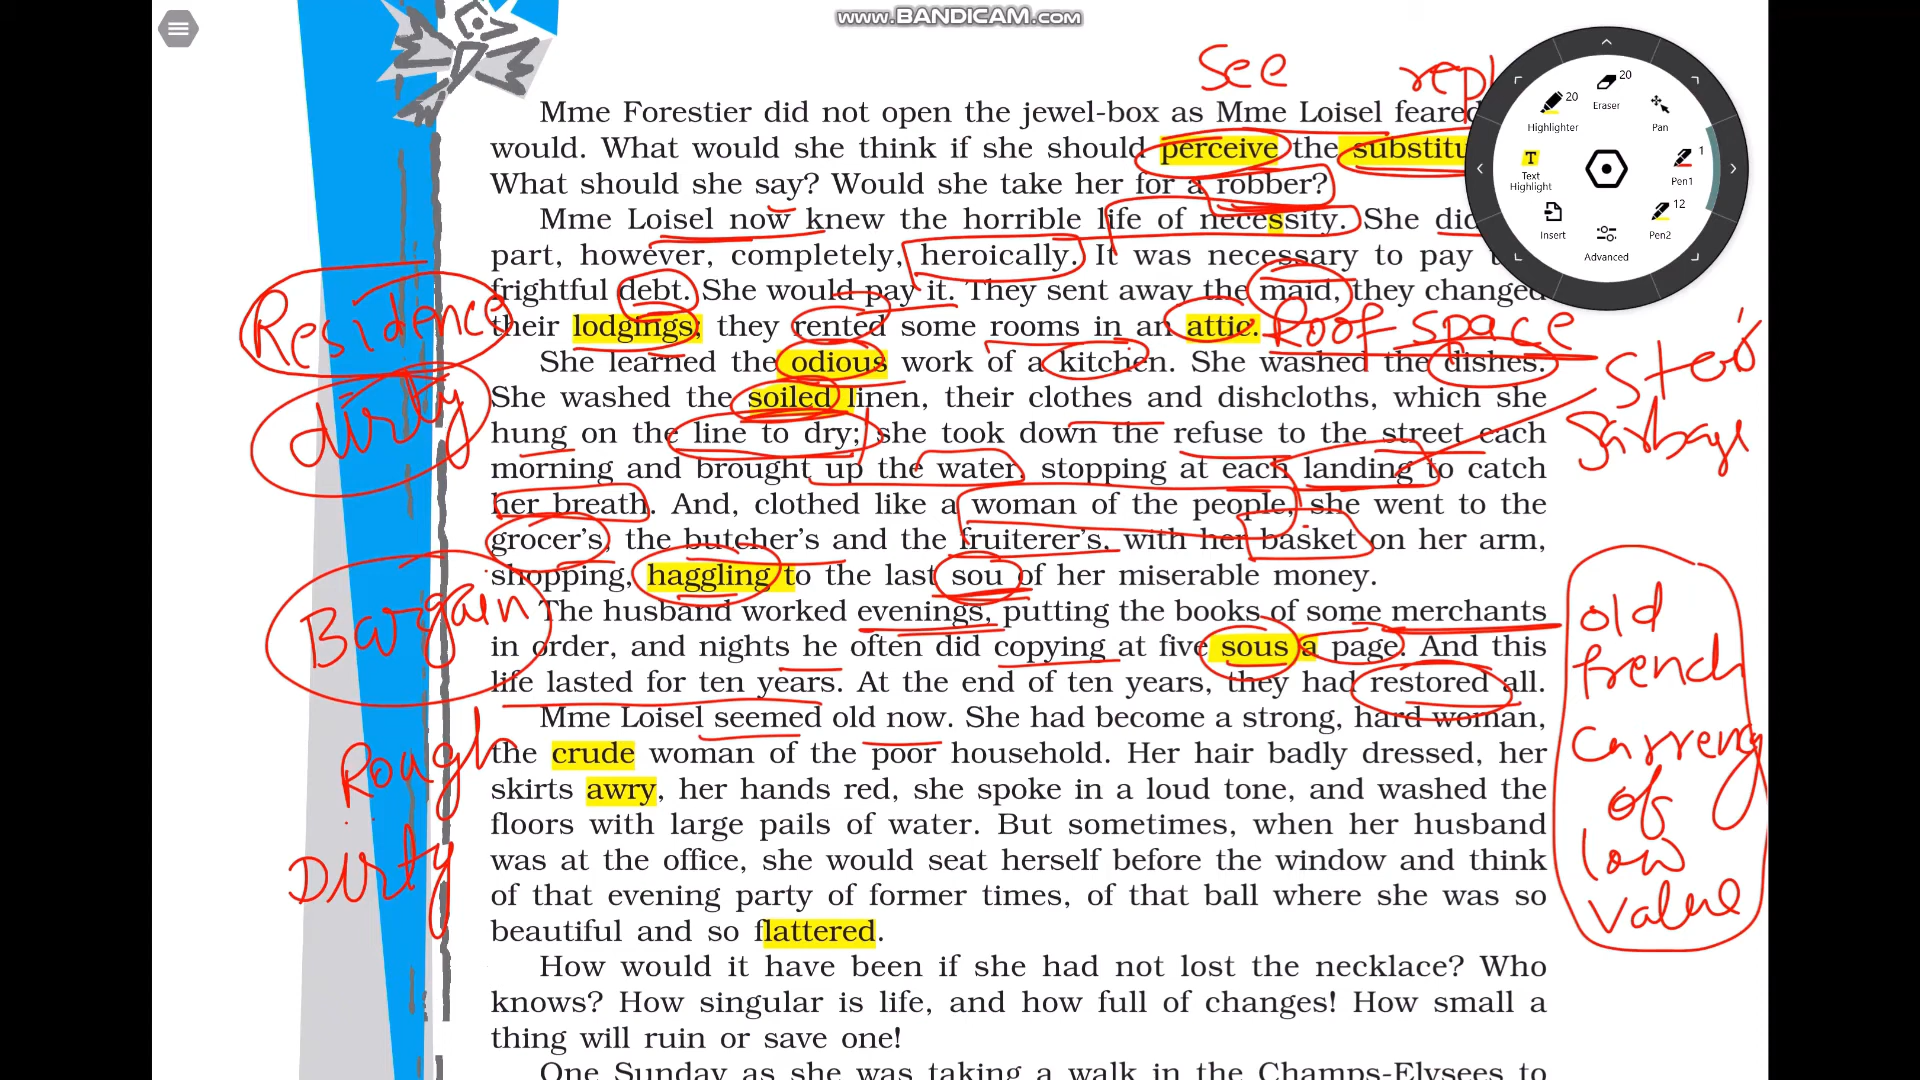 www.BANDICAM.com
See
Mme Forestier did not open the jewel-box as Mme Loisel feared
would. What would she think if she should perceive the substitu
What should she say? Would she take her for a robber?
Mme Loisel now knew the horrible life of necessity. She did
part, however, completely, heroically. It was necessary to pay
frightful debt. She would pay it. They sent away the maid, they changed
their lodgings; they rented some rooms in an attic. Roof space
She learned the odious work of a kitchen. She washed the dishes.
She washed the soiled linen, their clothes and dishcloths, which she
hung on the line to dry; she took down the refuse to the street each
morning and brought up the water, stopping at each landing to catch
her breath. And, clothed like a woman of the people, she went to the
grocer's, the butcher's and the fruiterer's, with her basket on her arm,
shopping, haggling to the last sou of her miserable money.
The husband worked evenings, putting the books of some merchants
in order, and nights he often did copying at five sous a page. And this
life lasted for ten years. At the end of ten years, they had restored all.
Mme Loisel seemed old now. She had become a strong, hard woman,
the crude woman of the poor household. Her hair badly dressed, her
skirts awry, her hands red, she spoke in a loud tone, and washed the
floors with large pails of water. But sometimes, when her husband
was at the office, she would seat herself before the window and think
of that evening party of former times, of that ball where she was so
beautiful and so flattered.
How would it have been if she had not lost the necklace? Who
knows? How singular is life, and how full of changes! How small a
thing will ruin or save one!
One Sunday as she was taking a walk in the Champs-Elysees to
Residence
dirty
Bargain
Rough
Dirty
Garbage
old
french
currency
of
low
value
20
Eraser
20
Highlighter
Pan
Text
Highlight
1
Pen1
Insert
12
Pen2
Advanced